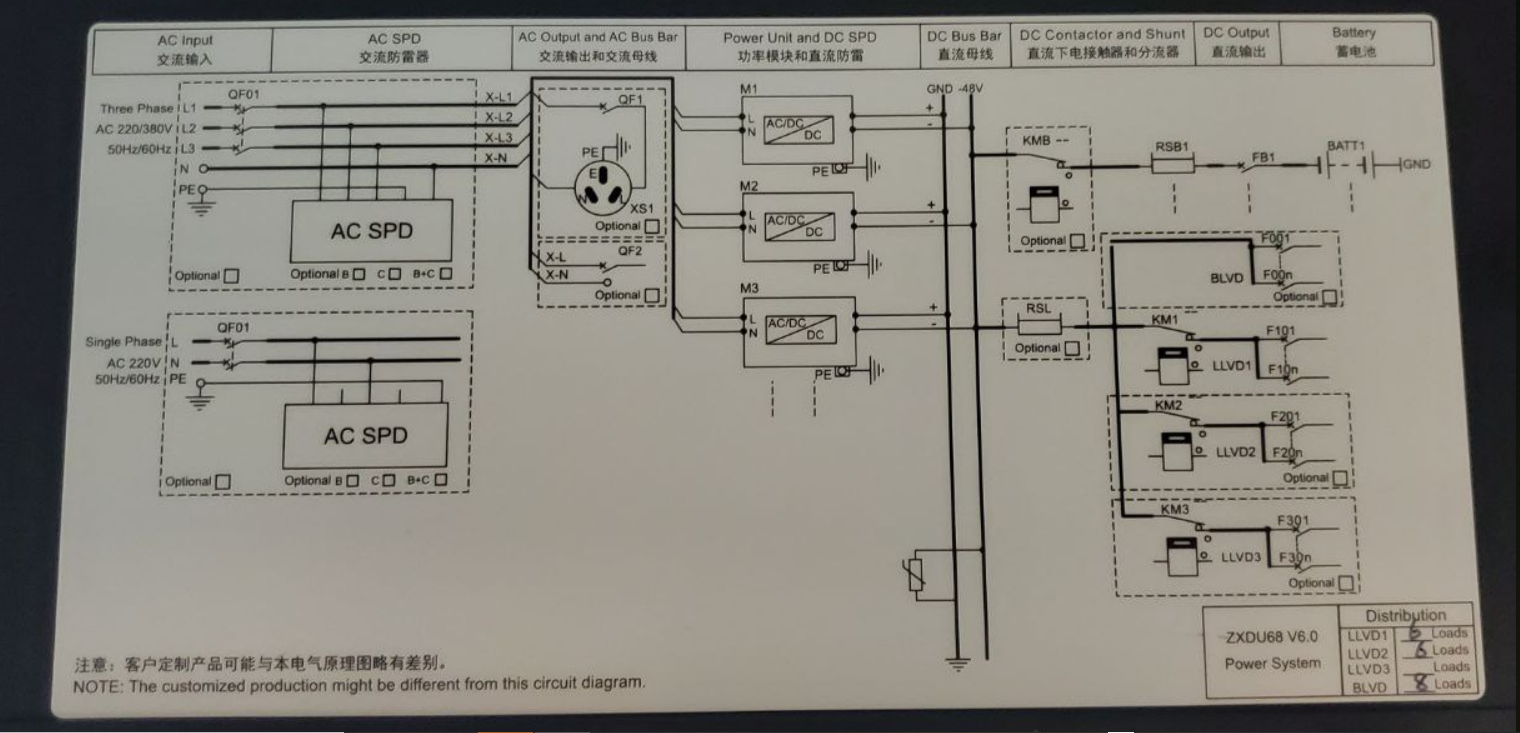 AC Input
交流输入
AC SPD
交流防雷器
AC Output and AC Bus Bar
交流输出和交流母线
Power Unit and DC SPD
功率模块和直流防雷
DC Bus Bar
直流母线
DC Contactor and Shunt
直流下电接触器和分流器
DC Output
直流输出
Battery
蓄电池
QF01
Three Phase L1
AC 220/380V L2
50Hz/60Hz L3
N
PE
X-L1
X-L2
X-L3
X-N
AC SPD
Optional
Optional B C B+C
QF01
Single Phase L
AC 220V N
50Hz/60Hz PE
AC SPD
Optional
Optional B C B+C
QF1
PE
E
N L
XS1
Optional
QF2
X-L
X-N
Optional
M1
L
N
AC/DC
DC
+
-
PE
M2
L
N
AC/DC
DC
+
-
PE
M3
L
N
AC/DC
DC
+
-
PE
GND -48V
KMB --
Optional
RSB1
FB1
BATT1
GND
RSL
Optional
F001
BLVD
F00n
Optional
KM1
LLVD1
F101
F10n
KM2
LLVD2
F201
F20n
Optional
KM3
LLVD3
F301
F30n
Optional
ZXDU68 V6.0
Power System
Distribution
LLVD1 6 Loads
LLVD2 6 Loads
LLVD3 Loads
BLVD 8 Loads
注意：客户定制产品可能与本电气原理图略有差别。
NOTE: The customized production might be different from this circuit diagram.